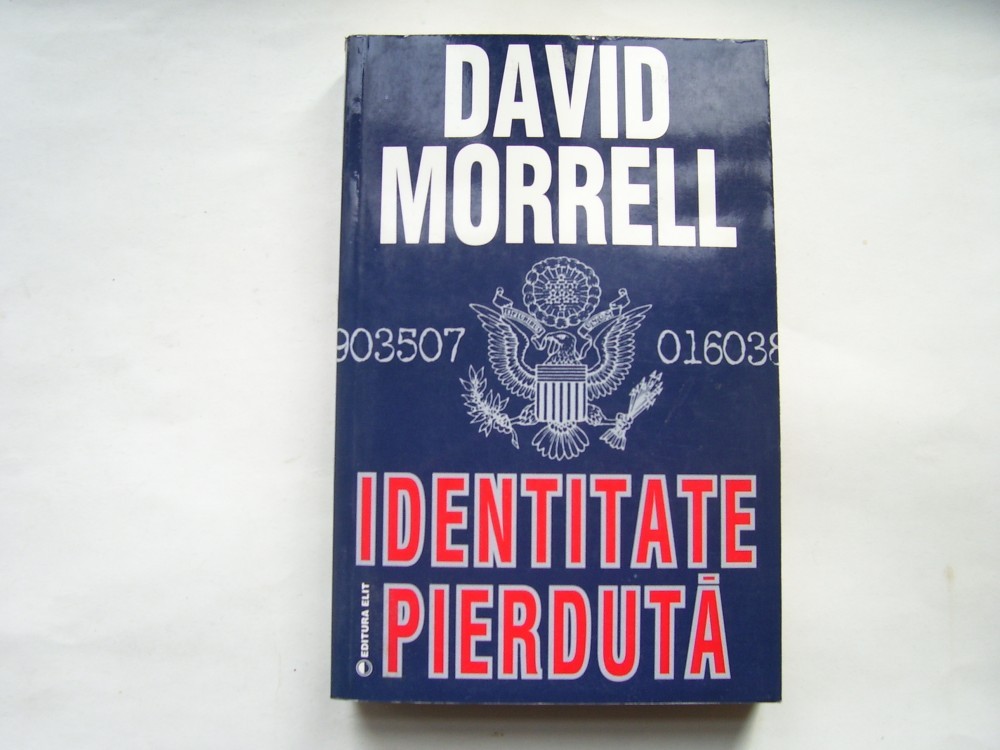 DAVID
MORRELL
903507
016038
IDENTITATE
PIERDUTĂ
EDITURA ELIT